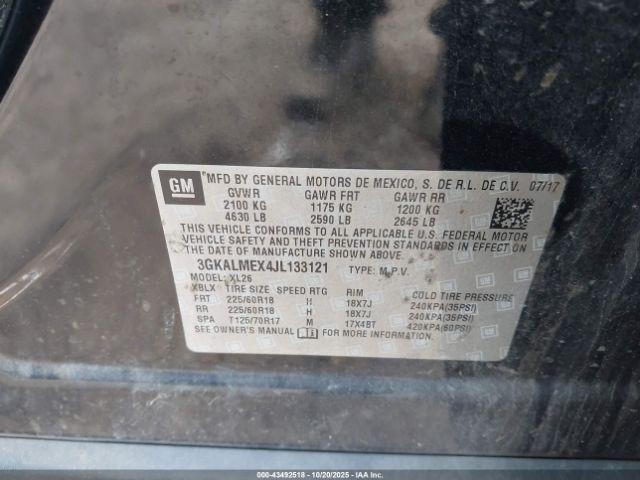 GM
MFD BY GENERAL MOTORS DE MEXICO, S. DE R.L. DE C.V. 07/17
GVWR GAWR FRT GAWR RR
2100 KG 1175 KG 1200 KG
4630 LB 2590 LB 2645 LB
THIS VEHICLE CONFORMS TO ALL APPLICABLE U.S. FEDERAL MOTOR
VEHICLE SAFETY AND THEFT PREVENTION STANDARDS IN EFFECT ON
THE DATE OF MANUFACTURE SHOWN ABOVE.
3GKALMEX4JL133121 TYPE: M.P.V.
MODEL: XL26
XBLX TIRE SIZE SPEED RTG RIM COLD TIRE PRESSURE
FRT 225/60R18 H 18X7J 240KPA(35PSI)
RR 225/60R18 H 18X7J 240KPA(35PSI)
SPA T125/70R17 M 17X4BT 420KPA(60PSI)
SEE OWNER'S MANUAL FOR MORE INFORMATION.
000-43492518 - 10/20/2025 - IAAI.COM